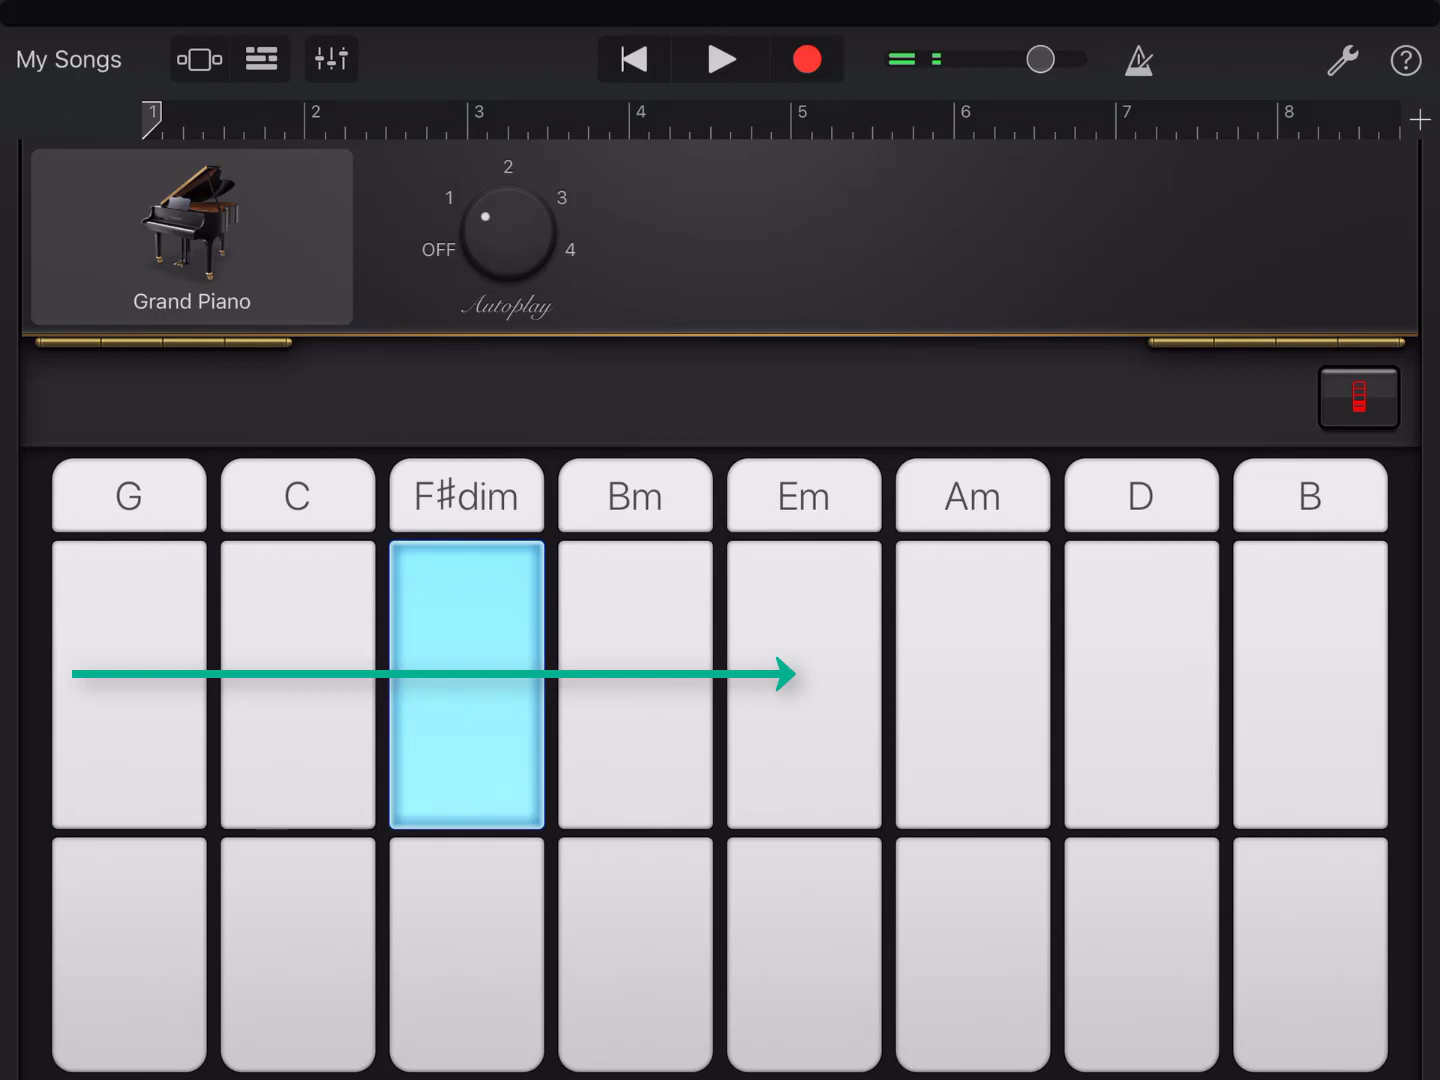 My Songs
1 2 3 4 5 6 7 8
Grand Piano
OFF 1 2 3 4
Autoplay
G C F♯dim Bm Em Am D B